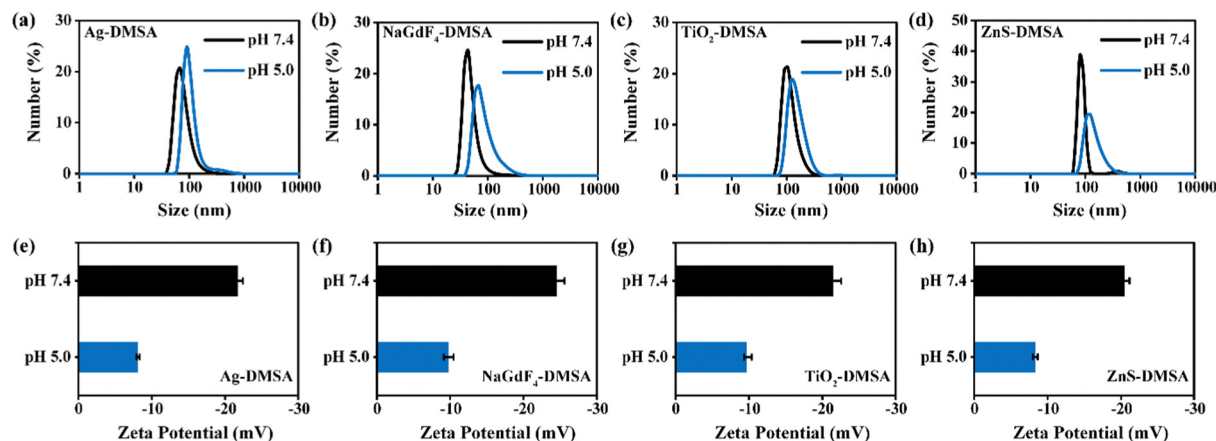 (a)
Ag-DMSA
pH 7.4
pH 5.0
Number (%)
30
20
10
0
1
10
100
1000
10000
Size (nm)
(b)
NaGdF₄-DMSA
pH 7.4
pH 5.0
Number (%)
30
20
10
0
1
10
100
1000
10000
Size (nm)
(c)
TiO₂-DMSA
pH 7.4
pH 5.0
Number (%)
30
20
10
0
1
10
100
1000
10000
Size (nm)
(d)
ZnS-DMSA
pH 7.4
pH 5.0
Number (%)
50
40
30
20
10
0
1
10
100
1000
10000
Size (nm)
(e)
pH 7.4
pH 5.0
Ag-DMSA
0
-10
-20
-30
Zeta Potential (mV)
(f)
pH 7.4
pH 5.0
NaGdF₄-DMSA
0
-10
-20
-30
Zeta Potential (mV)
(g)
pH 7.4
pH 5.0
TiO₂-DMSA
0
-10
-20
-30
Zeta Potential (mV)
(h)
pH 7.4
pH 5.0
ZnS-DMSA
0
-10
-20
-30
Zeta Potential (mV)